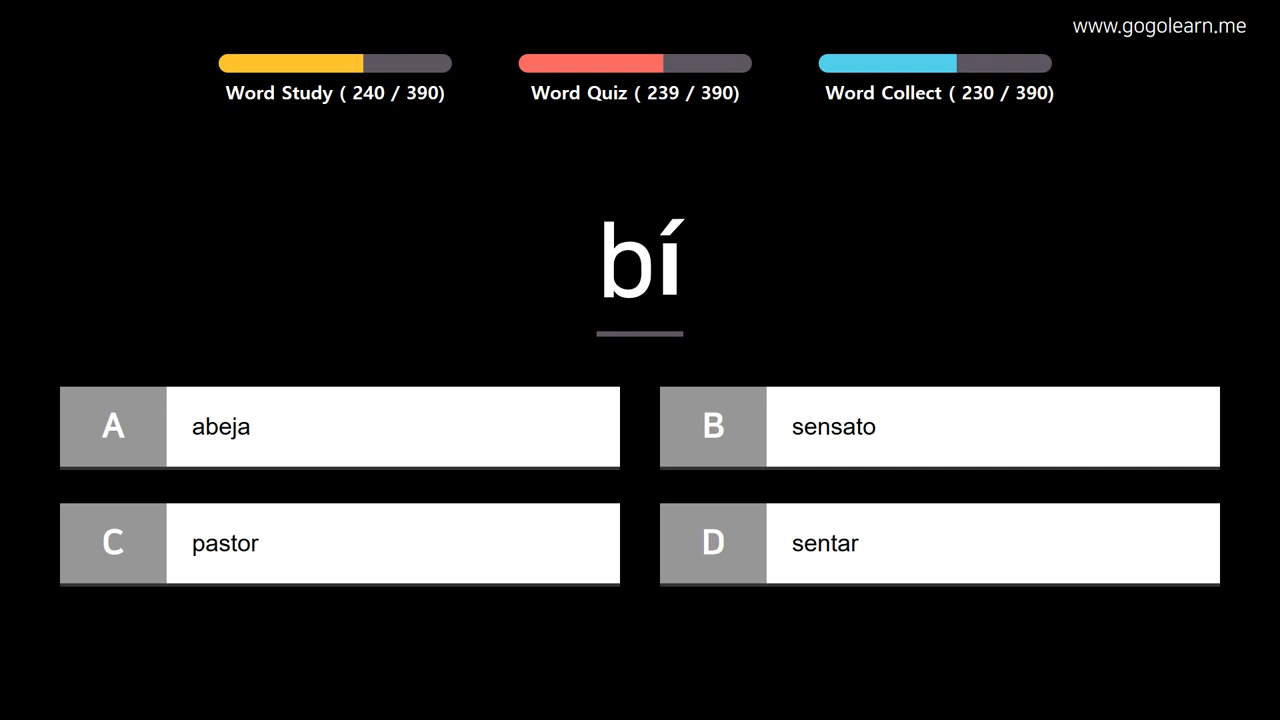 www.gogolearn.me
Word Study ( 240 / 390)
Word Quiz ( 239 / 390)
Word Collect ( 230 / 390)
bí
A abeja
B sensato
C pastor
D sentar